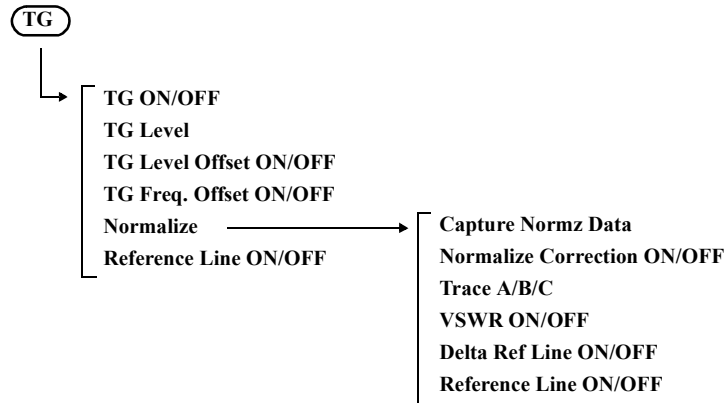 TG
TG ON/OFF
TG Level
TG Level Offset ON/OFF
TG Freq. Offset ON/OFF
Normalize
Reference Line ON/OFF
Capture Normz Data
Normalize Correction ON/OFF
Trace A/B/C
VSWR ON/OFF
Delta Ref Line ON/OFF
Reference Line ON/OFF